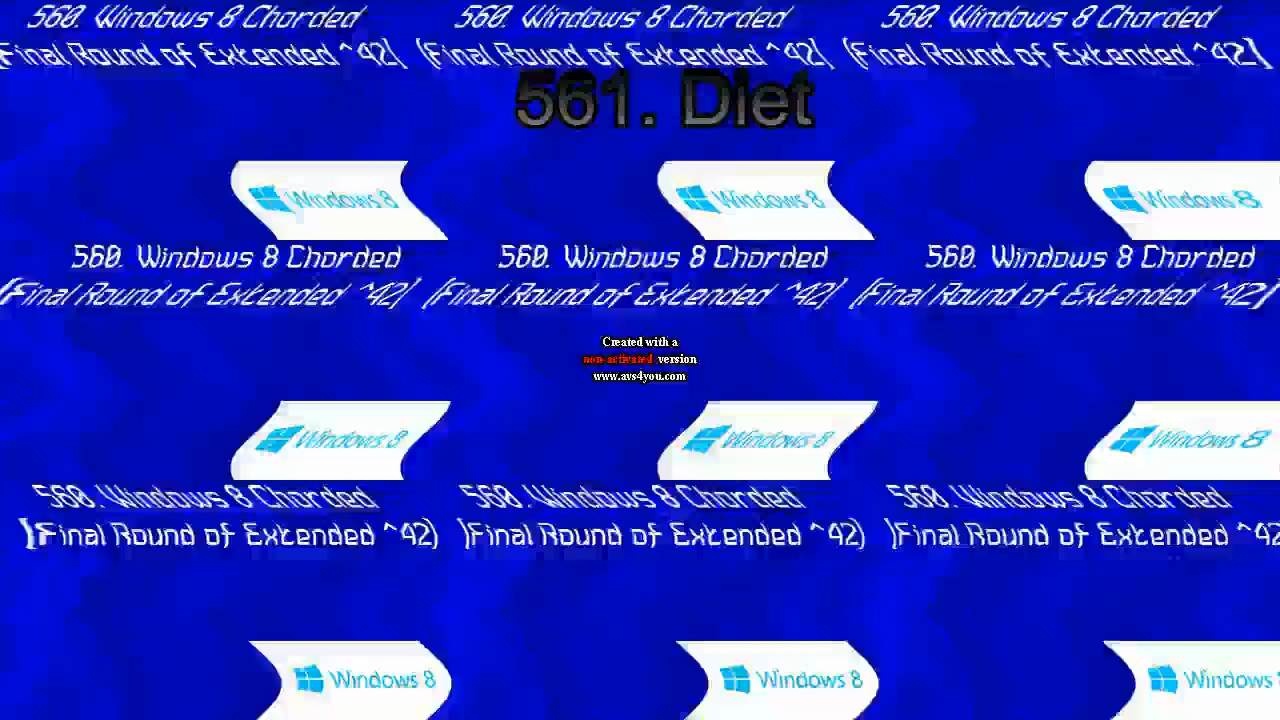 560. Windows 8 Chorded 560. Windows 8 Chorded 560. Windows 8 Chorded
(Final Round of Extended ^42) (Final Round of Extended ^42) (Final Round of Extended ^42)
561. Diet
Windows 8 Windows 8 Windows 8
560. Windows 8 Chorded 560. Windows 8 Chorded 560. Windows 8 Chorded
(Final Round of Extended ^42) (Final Round of Extended ^42) (Final Round of Extended ^42)
Created with a
non-activated version
www.avs4you.com
Windows 8 Windows 8 Windows 8
560. Windows 8 Chorded 560. Windows 8 Chorded 560. Windows 8 Chorded
)Final Round of Extended ^42) )Final Round of Extended ^42) )Final Round of Extended ^42
Windows 8 Windows 8 Windows 8